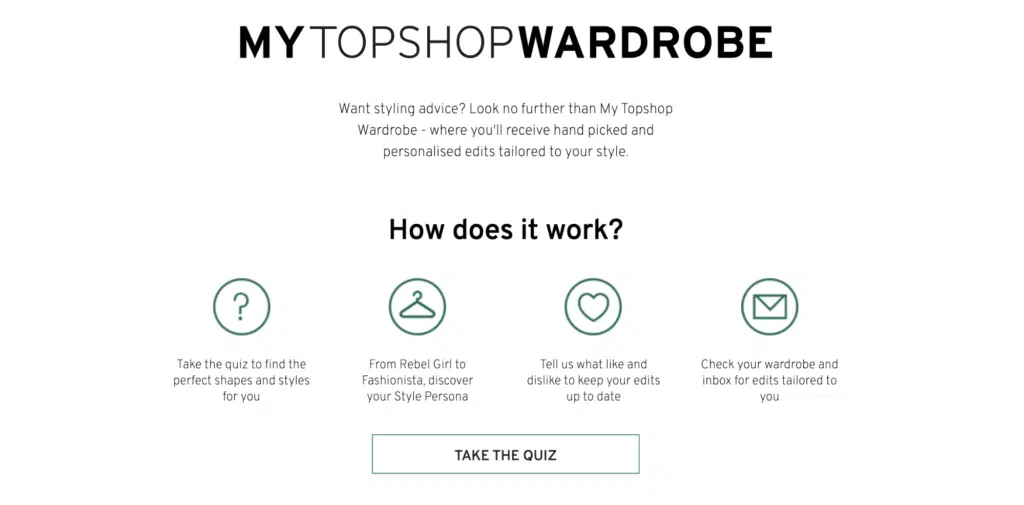 MYTOPSHOPWARDROBE
Want styling advice? Look no further than My Topshop
Wardrobe - where you'll receive hand picked and
personalised edits tailored to your style.
How does it work?
Take the quiz to find the
perfect shapes and styles
for you
From Rebel Girl to
Fashionista, discover
your Style Persona
Tell us what like and
dislike to keep your edits
up to date
Check your wardrobe and
inbox for edits tailored to
you
TAKE THE QUIZ